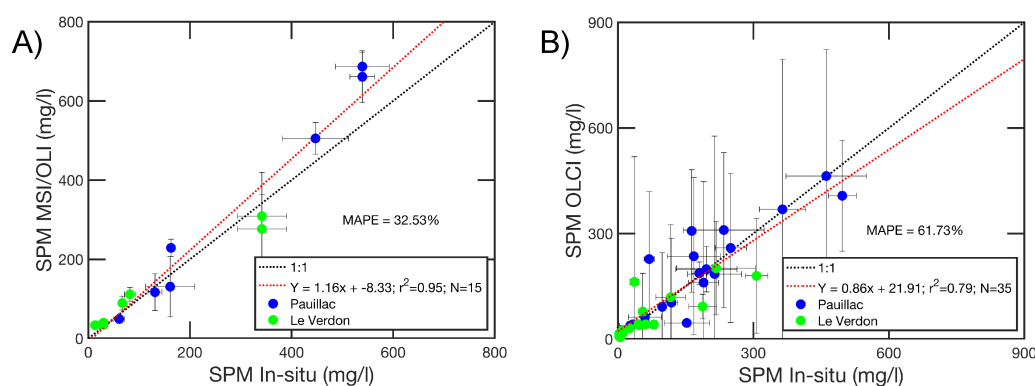 A)
800
600
400
200
0
0
200
400
600
800
SPM MSI/OLI (mg/l)
SPM In-situ (mg/l)
MAPE = 32.53%
1:1
Y = 1.16x + -8.33; r²=0.95; N=15
Pauillac
Le Verdon
B)
900
600
300
0
0
300
600
900
SPM OLCI (mg/l)
SPM In-situ (mg/l)
MAPE = 61.73%
1:1
Y = 0.86x + 21.91; r²=0.79; N=35
Pauillac
Le Verdon